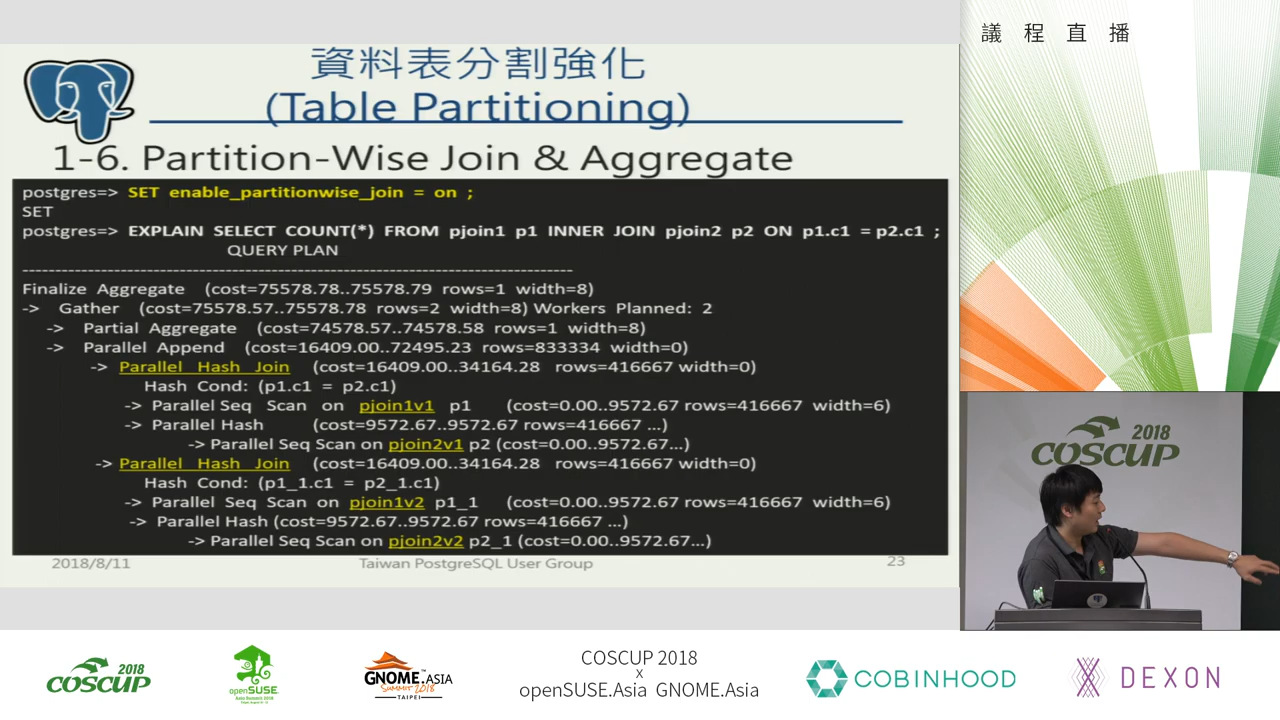 議程直播
資料表分割強化
(Table Partitioning)
1-6. Partition-Wise Join & Aggregate
postgres=> SET enable_partitionwise_join = on ;
SET
postgres=> EXPLAIN SELECT COUNT(*) FROM pjoin1 p1 INNER JOIN pjoin2 p2 ON p1.c1 = p2.c1 ;
QUERY PLAN
------------------------------------------------------------------------------------
Finalize Aggregate (cost=75578.78..75578.79 rows=1 width=8)
-> Gather (cost=75578.57..75578.78 rows=2 width=8) Workers Planned: 2
-> Partial Aggregate (cost=74578.57..74578.58 rows=1 width=8)
-> Parallel Append (cost=16409.00..72495.23 rows=833334 width=0)
-> Parallel Hash Join (cost=16409.00..34164.28 rows=416667 width=0)
Hash Cond: (p1.c1 = p2.c1)
-> Parallel Seq Scan on pjoin1v1 p1 (cost=0.00..9572.67 rows=416667 width=6)
-> Parallel Hash (cost=9572.67..9572.67 rows=416667 ...)
-> Parallel Seq Scan on pjoin2v1 p2 (cost=0.00..9572.67...)
-> Parallel Hash Join (cost=16409.00..34164.28 rows=416667 width=0)
Hash Cond: (p1_1.c1 = p2_1.c1)
-> Parallel Seq Scan on pjoin1v2 p1_1 (cost=0.00..9572.67 rows=416667 width=6)
-> Parallel Hash (cost=9572.67..9572.67 rows=416667 ...)
-> Parallel Seq Scan on pjoin2v2 p2_1 (cost=0.00..9572.67...)
2018/8/11 Taiwan PostgreSQL User Group 23
2018
COSCUP
2018
COSCUP
openSUSE
GNOME.ASIA
SUMMIT 2018
TAIPEI
COSCUP 2018
x
openSUSE.Asia GNOME.Asia
COBINHOOD
DEXON